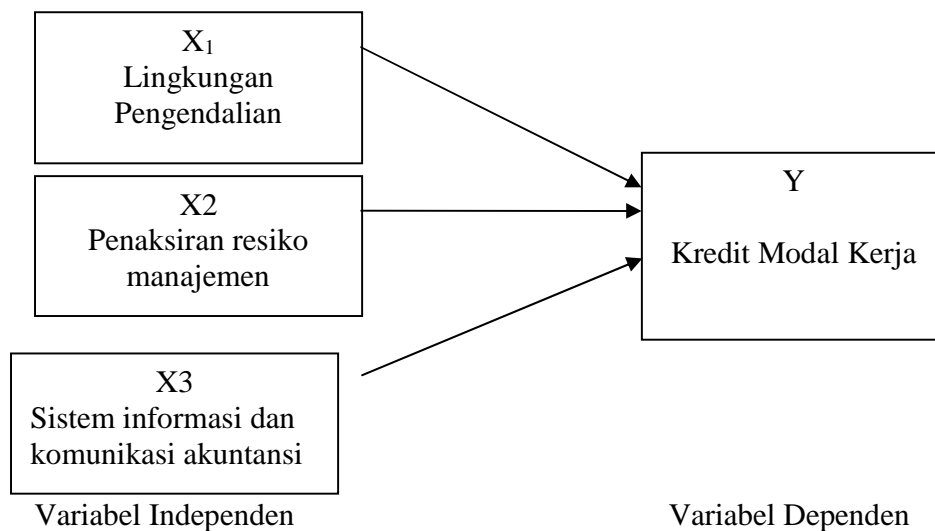 X₁
Lingkungan
Pengendalian
X2
Penaksiran resiko
manajemen
X3
Sistem informasi dan
komunikasi akuntansi
Variabel Independen
Y
Kredit Modal Kerja
Variabel Dependen